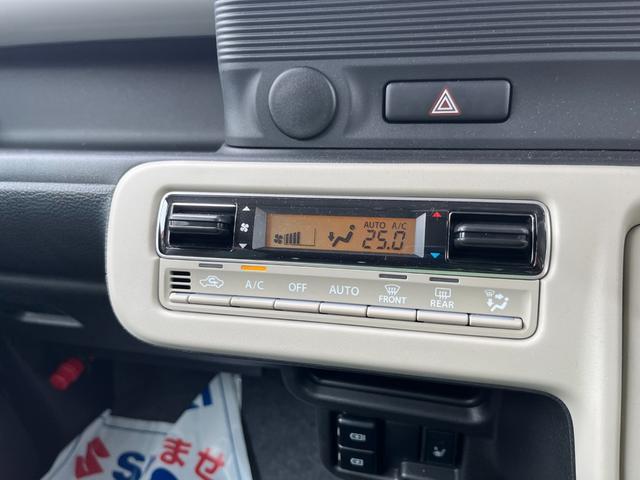 AUTO A/C
25.0
A/C OFF AUTO FRONT REAR
ませ